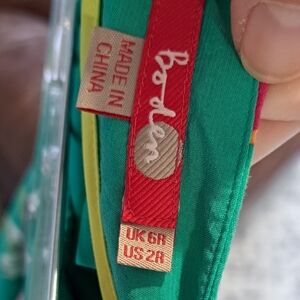 MADE IN
CHINA
Boden
UK 6R
US 2R